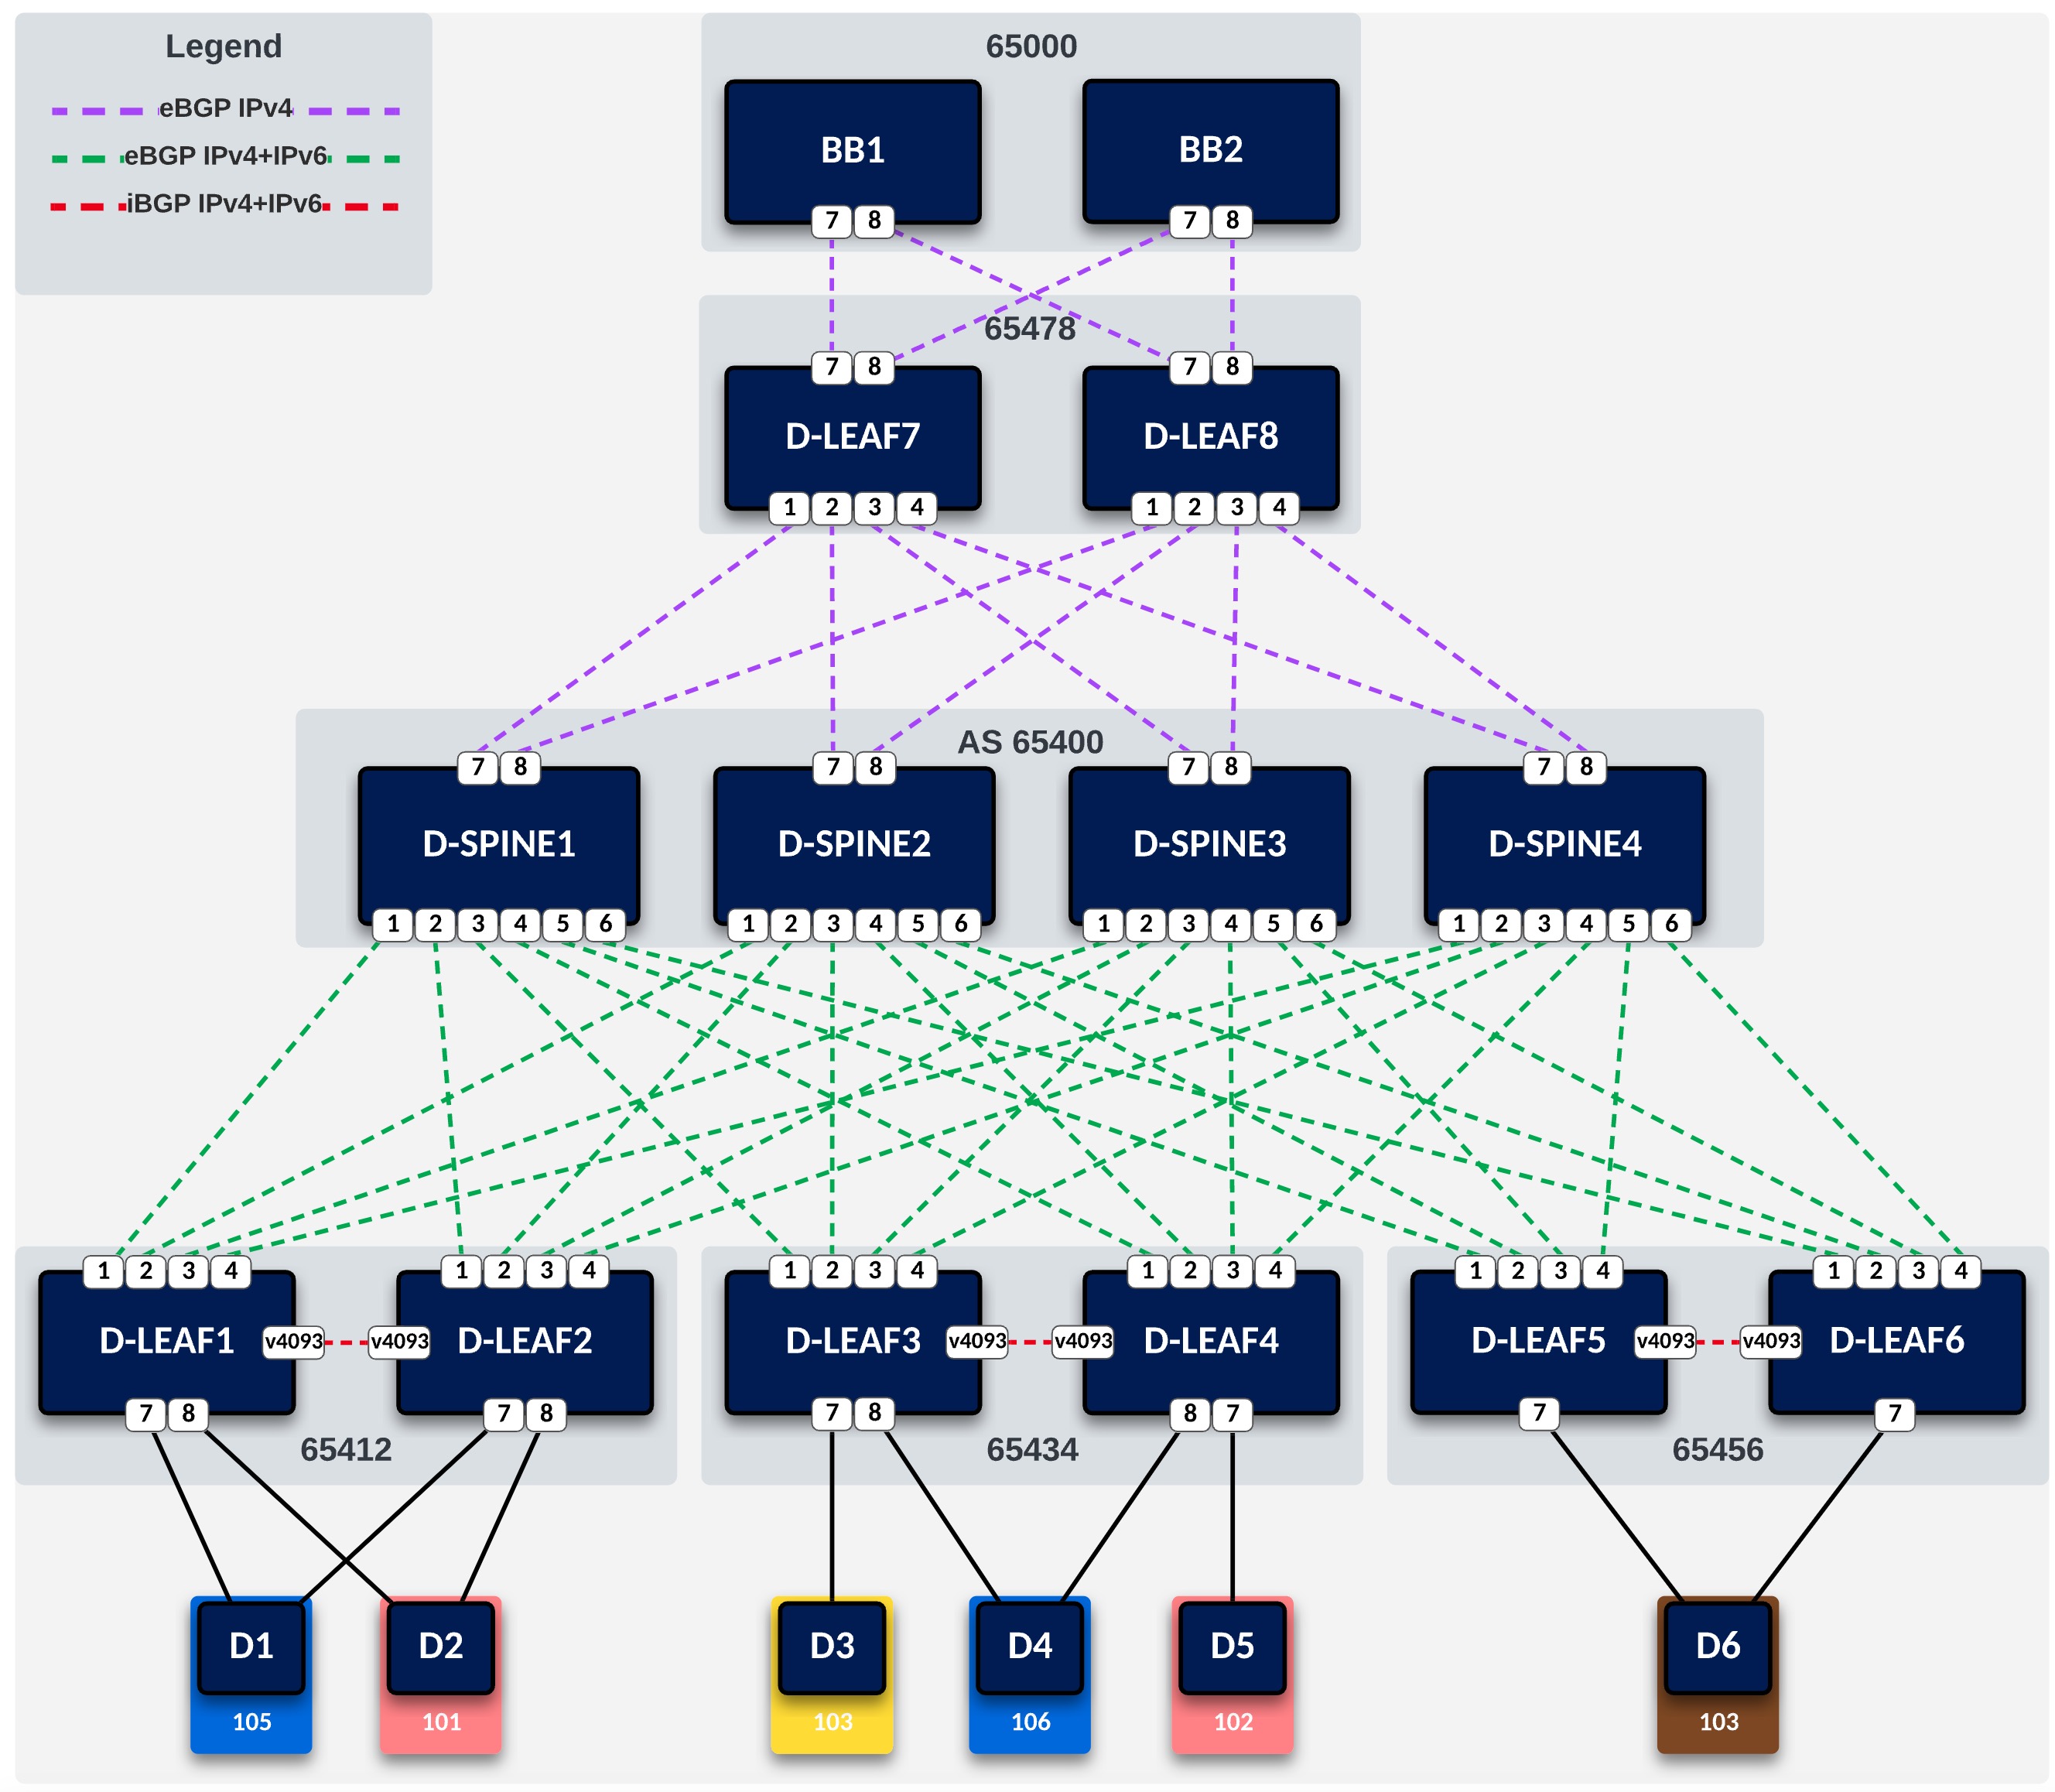 Legend
eBGP IPv4
eBGP IPv4+IPv6
iBGP IPv4+IPv6
65000
BB1 BB2
7 8 7 8
65478
7 8 7 8
D-LEAF7 D-LEAF8
1 2 3 4 1 2 3 4
AS 65400
7 8 7 8 7 8 7 8
D-SPINE1 D-SPINE2 D-SPINE3 D-SPINE4
1 2 3 4 5 6 1 2 3 4 5 6 1 2 3 4 5 6 1 2 3 4 5 6
1 2 3 4 1 2 3 4 1 2 3 4 1 2 3 4 1 2 3 4 1 2 3 4
D-LEAF1 v4093 v4093 D-LEAF2 D-LEAF3 v4093 v4093 D-LEAF4 D-LEAF5 v4093 v4093 D-LEAF6
7 8 7 8 7 8 8 7 7 7
65412 65434 65456
D1 D2 D3 D4 D5 D6
105 101 103 106 102 103